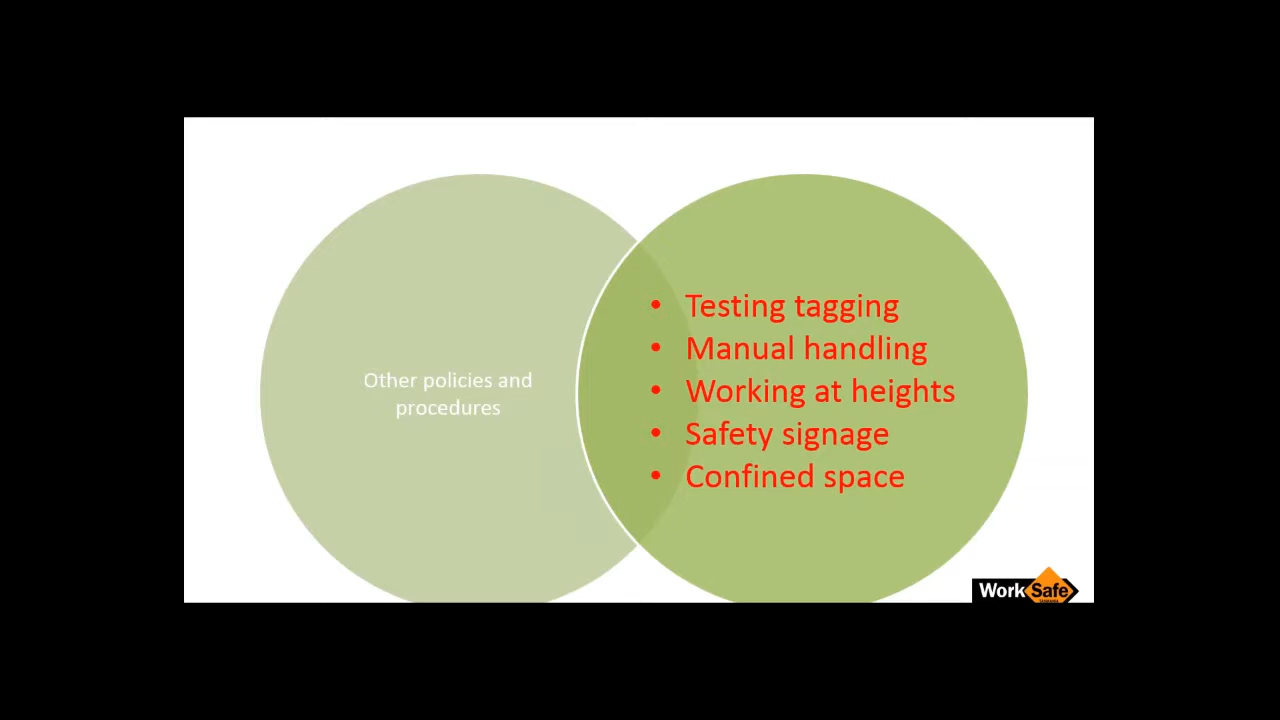 Other policies and
procedures
• Testing tagging
• Manual handling
• Working at heights
• Safety signage
• Confined space
WorkSafe